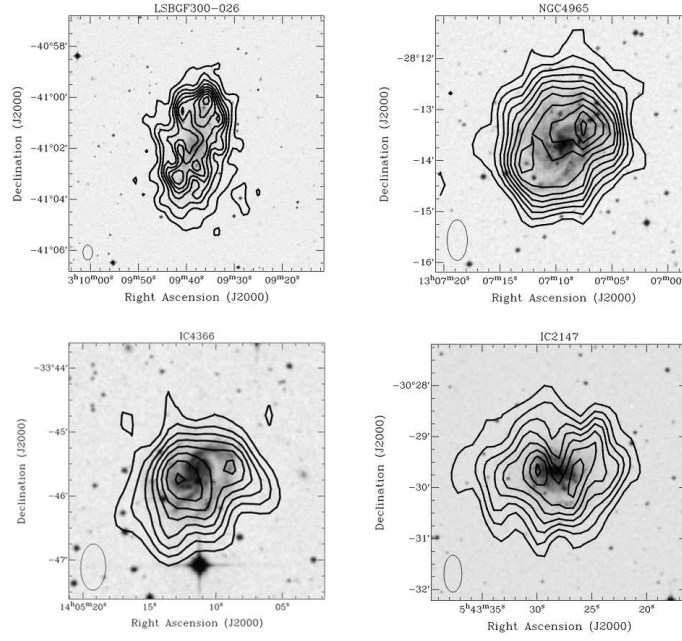 LSBGF300-026
NGC4965
-40°58'
-41°00'
-41°02'
-41°04'
-41°06'
Declination (J2000)
3h10m00s 09m50s 09m40s 09m30s 09m20s
Right Ascension (J2000)
-28°12'
-13'
-14'
-15'
-16'
Declination (J2000)
13h07m20s 07m15s 07m10s 07m05s 07m00s
Right Ascension (J2000)
IC4366
IC2147
-33°44'
-45'
-46'
-47'
Declination (J2000)
14h05m20s 15s 10s 05s
Right Ascension (J2000)
-30°28'
-29'
-30'
-31'
-32'
Declination (J2000)
5h43m35s 30s 25s 20s
Right Ascension (J2000)